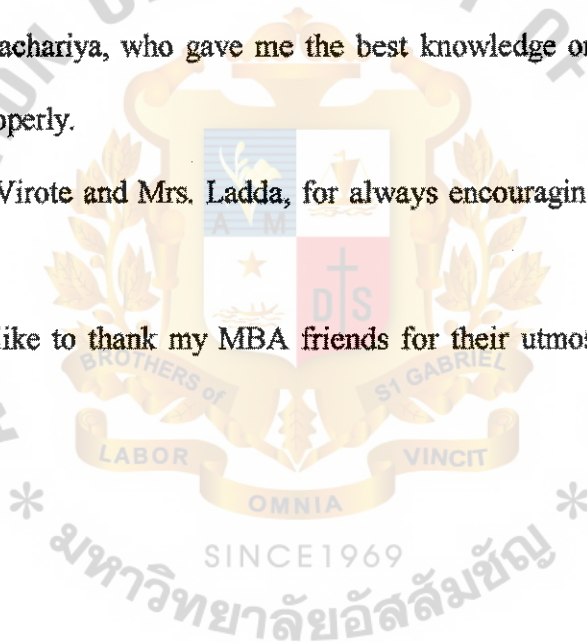 achariya, who gave me the best knowledge or
operly.
Virote and Mrs. Ladda, for always encouragin
A M
D S
like to thank my MBA friends for their utmos
BROTHERS of
ST GABRIEL
LABOR
VINCIT
OMNIA
SINCE1969
มหาวิทยาลัยอัสสัมชัญ